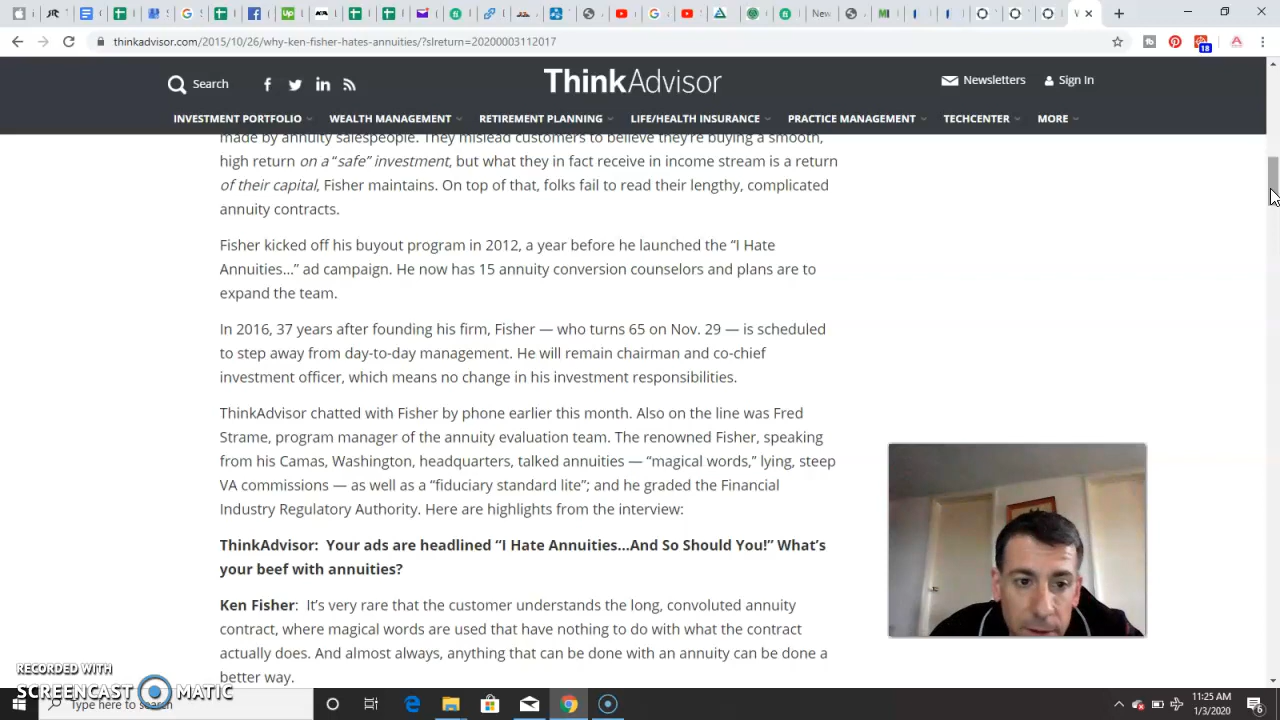 New
MI
V
thinkadvisor.com/2015/10/26/why-ken-fisher-hates-annuities/?slreturn=20200003112017
18
Search
ThinkAdvisor
Newsletters
Sign In
INVESTMENT PORTFOLIO
WEALTH MANAGEMENT
RETIREMENT PLANNING
LIFE/HEALTH INSURANCE
PRACTICE MANAGEMENT
TECHCENTER
MORE
made by annuity salespeople. They mislead customers to believe they're buying a smooth,
high return on a “safe” investment, but what they in fact receive in income stream is a return
of their capital, Fisher maintains. On top of that, folks fail to read their lengthy, complicated
annuity contracts.
Fisher kicked off his buyout program in 2012, a year before he launched the “I Hate
Annuities…” ad campaign. He now has 15 annuity conversion counselors and plans are to
expand the team.
In 2016, 37 years after founding his firm, Fisher — who turns 65 on Nov. 29 — is scheduled
to step away from day-to-day management. He will remain chairman and co-chief
investment officer, which means no change in his investment responsibilities.
ThinkAdvisor chatted with Fisher by phone earlier this month. Also on the line was Fred
Strame, program manager of the annuity evaluation team. The renowned Fisher, speaking
from his Camas, Washington, headquarters, talked annuities — “magical words,” lying, steep
VA commissions — as well as a “fiduciary standard lite”; and he graded the Financial
Industry Regulatory Authority. Here are highlights from the interview:
ThinkAdvisor: Your ads are headlined “I Hate Annuities…And So Should You!” What’s
your beef with annuities?
Ken Fisher: It’s very rare that the customer understands the long, convoluted annuity
contract, where magical words are used that have nothing to do with what the contract
actually does. And almost always, anything that can be done with an annuity can be done a
better way.
RECORDED WITH
SCREENCAST MATIC
Type here to search
11:25 AM
1/3/2020
6